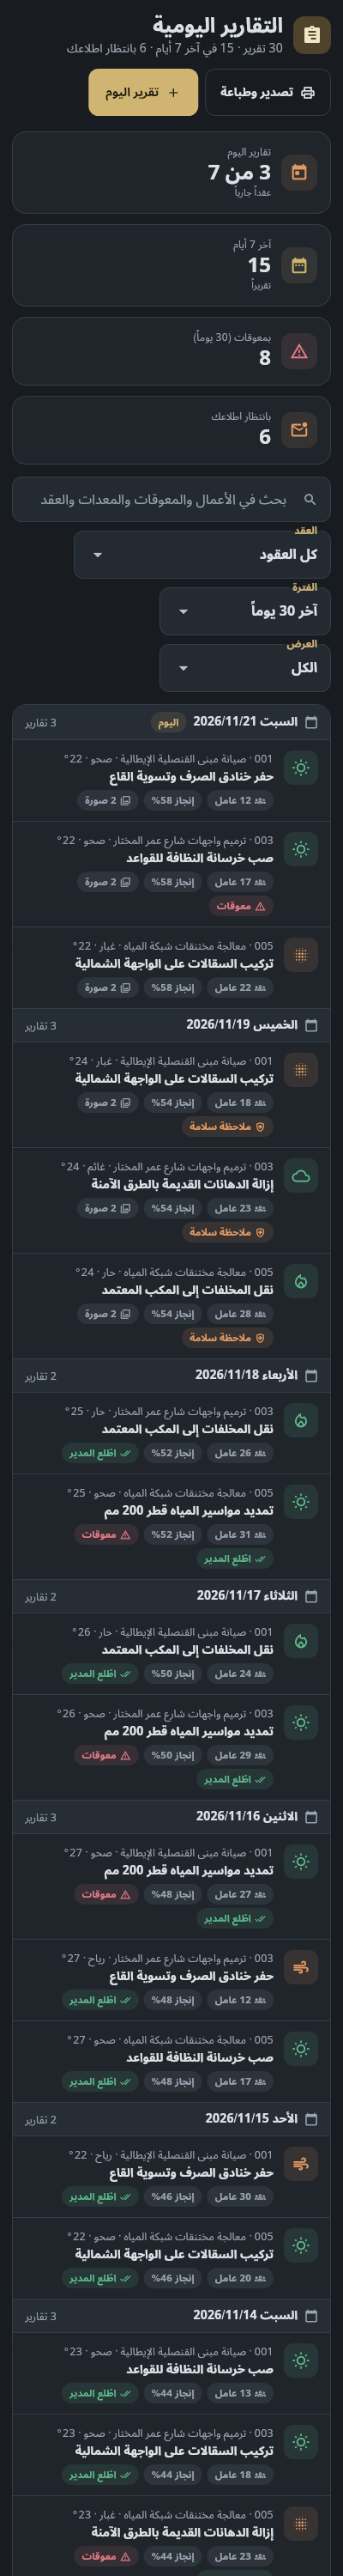 التقارير اليومية
30 تقرير · 15 في آخر 7 أيام · 6 بانتظار اطلاعك
تصدير وطباعة
تقرير اليوم
تقارير اليوم
3 من 7
عقداً جارياً
آخر 7 أيام
15
تقريراً
بمعوقات (30 يوماً)
8
بانتظار اطلاعك
6
بحث في الأعمال والمعوقات والمعدات والعقد
العقد
كل العقود
الفترة
آخر 30 يوماً
العرض
الكل
السبت 2026/11/21 اليوم 3 تقارير
001 · صيانة مبنى القنصلية الإيطالية · صحو · 22°
حفر خنادق الصرف وتسوية القاع
12 عامل إنجاز 58% 2 صورة
003 · ترميم واجهات شارع عمر المختار · صحو · 22°
صب خرسانة النظافة للقواعد
17 عامل إنجاز 58% 2 صورة
معوقات
005 · معالجة مختنقات شبكة المياه · غبار · 22°
تركيب السقالات على الواجهة الشمالية
22 عامل إنجاز 58% 2 صورة
الخميس 2026/11/19 3 تقارير
001 · صيانة مبنى القنصلية الإيطالية · غبار · 24°
تركيب السقالات على الواجهة الشمالية
18 عامل إنجاز 54% 2 صورة
ملاحظة سلامة
003 · ترميم واجهات شارع عمر المختار · غائم · 24°
إزالة الدهانات القديمة بالطرق الآمنة
23 عامل إنجاز 54% 2 صورة
ملاحظة سلامة
005 · معالجة مختنقات شبكة المياه · حار · 24°
نقل المخلفات إلى المكب المعتمد
28 عامل إنجاز 54% 2 صورة
ملاحظة سلامة
الأربعاء 2026/11/18 2 تقارير
003 · ترميم واجهات شارع عمر المختار · حار · 25°
نقل المخلفات إلى المكب المعتمد
26 عامل إنجاز 52% اطّلع المدير
005 · معالجة مختنقات شبكة المياه · صحو · 25°
تمديد مواسير المياه قطر 200 مم
31 عامل إنجاز 52% معوقات
اطّلع المدير
الثلاثاء 2026/11/17 2 تقارير
001 · صيانة مبنى القنصلية الإيطالية · حار · 26°
نقل المخلفات إلى المكب المعتمد
24 عامل إنجاز 50% اطّلع المدير
003 · ترميم واجهات شارع عمر المختار · صحو · 26°
تمديد مواسير المياه قطر 200 مم
29 عامل إنجاز 50% معوقات
اطّلع المدير
الاثنين 2026/11/16 3 تقارير
001 · صيانة مبنى القنصلية الإيطالية · صحو · 27°
تمديد مواسير المياه قطر 200 مم
27 عامل إنجاز 48% معوقات
اطّلع المدير
003 · ترميم واجهات شارع عمر المختار · رياح · 27°
حفر خنادق الصرف وتسوية القاع
12 عامل إنجاز 48% اطّلع المدير
005 · معالجة مختنقات شبكة المياه · صحو · 27°
صب خرسانة النظافة للقواعد
17 عامل إنجاز 48% اطّلع المدير
الأحد 2026/11/15 2 تقارير
001 · صيانة مبنى القنصلية الإيطالية · رياح · 22°
حفر خنادق الصرف وتسوية القاع
30 عامل إنجاز 46% اطّلع المدير
005 · معالجة مختنقات شبكة المياه · صحو · 22°
تركيب السقالات على الواجهة الشمالية
20 عامل إنجاز 46% اطّلع المدير
السبت 2026/11/14 3 تقارير
001 · صيانة مبنى القنصلية الإيطالية · صحو · 23°
صب خرسانة النظافة للقواعد
13 عامل إنجاز 44% اطّلع المدير
003 · ترميم واجهات شارع عمر المختار · صحو · 23°
تركيب السقالات على الواجهة الشمالية
18 عامل إنجاز 44% اطّلع المدير
005 · معالجة مختنقات شبكة المياه · غبار · 23°
إزالة الدهانات القديمة بالطرق الآمنة
23 عامل إنجاز 44% معوقات